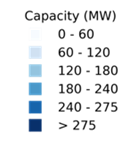 Capacity (MW)
0 - 60
60 - 120
120 - 180
180 - 240
240 - 275
> 275